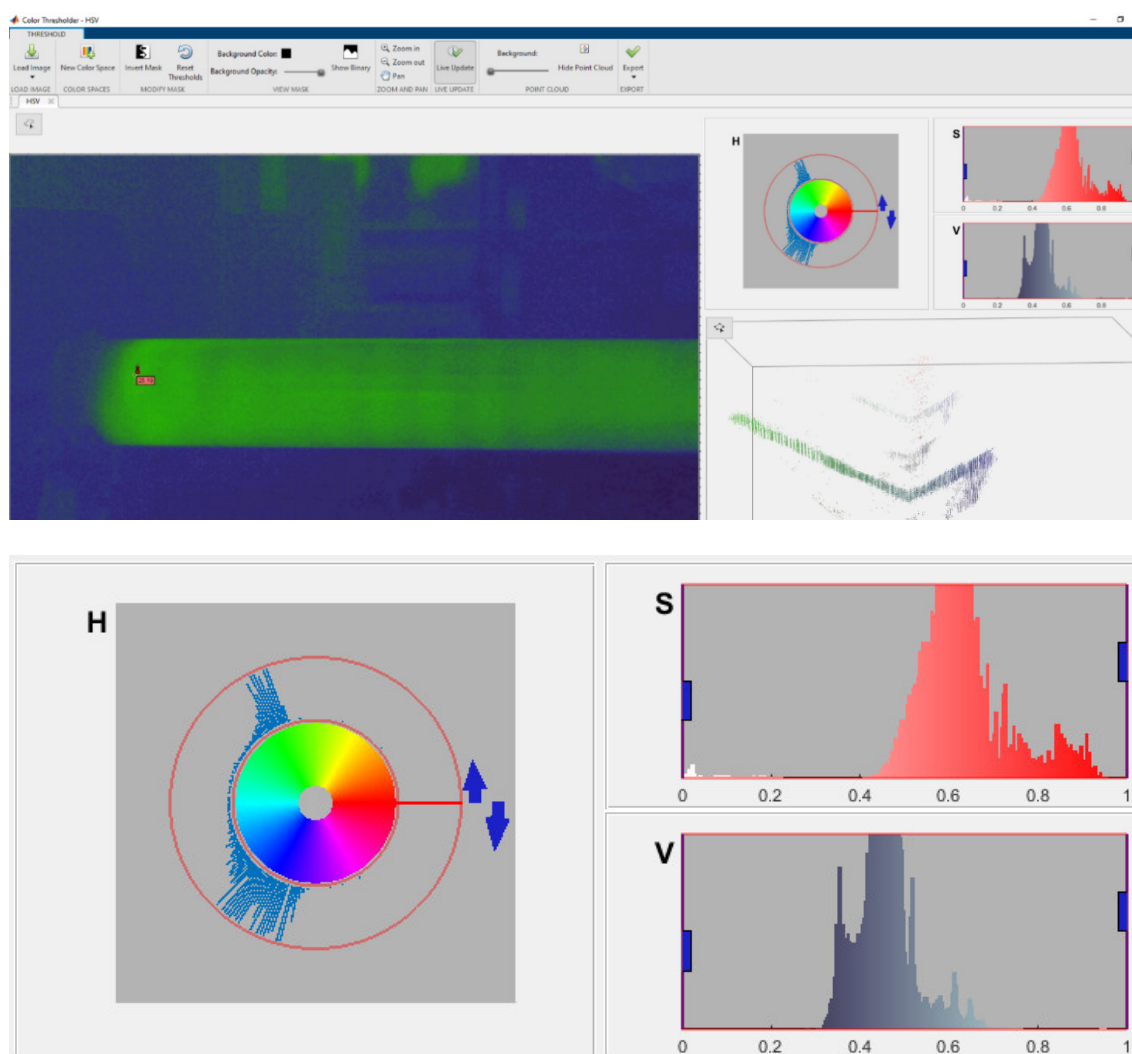 Color Thresholder - HSV
THRESHOLD
Load Image
New Color Space
Invert Mask
Reset Thresholds
Background Color:
Background Opacity:
Show Binary
Zoom in
Zoom out
Pan
Live Update
Background:
Hide Point Cloud
Export
LOAD IMAGE COLOR SPACES MODIFY MASK VIEW MASK ZOOM AND PAN LIVE UPDATE POINT CLOUD EXPORT
HSV
H
S
0 0.2 0.4 0.6 0.8
V
0 0.2 0.4 0.6 0.8
H
S
0 0.2 0.4 0.6 0.8 1
V
0 0.2 0.4 0.6 0.8 1